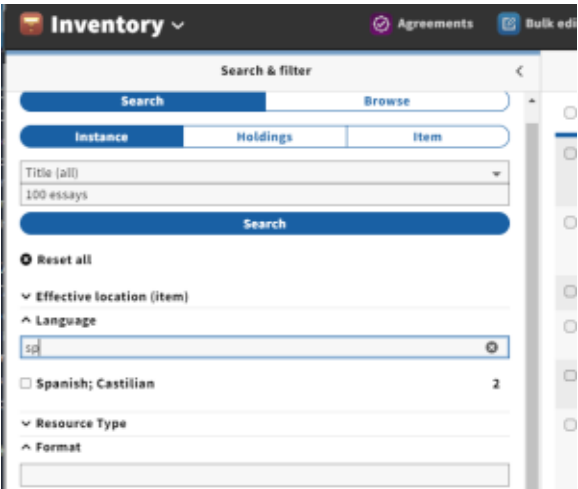 Inventory
Agreements
Bulk edi
Search & filter
Search
Browse
Instance
Holdings
Item
Title (all)
100 essays
Search
Reset all
Effective location (item)
Language
sp
Spanish; Castilian
2
Resource Type
Format